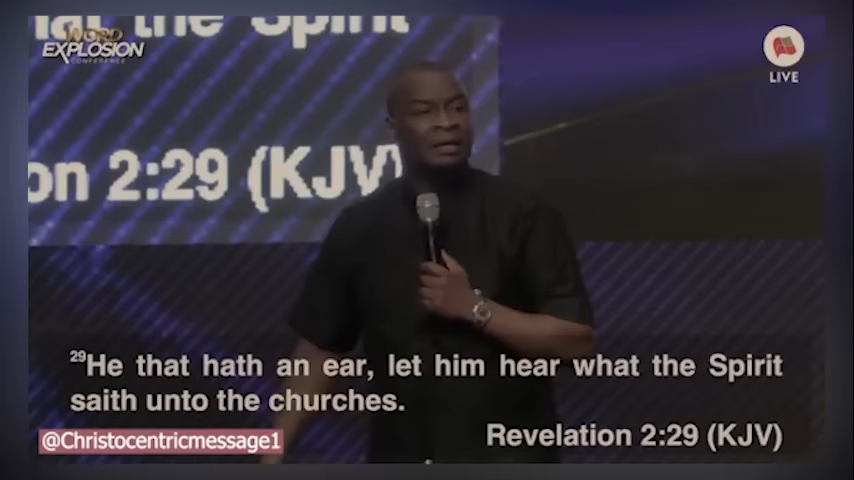 hat the Spirit
WORD
EXPLOSION
CONFERENCE
LIVE
on 2:29 (KJV)
29He that hath an ear, let him hear what the Spirit
saith unto the churches.
@Christocentricmessage1
Revelation 2:29 (KJV)